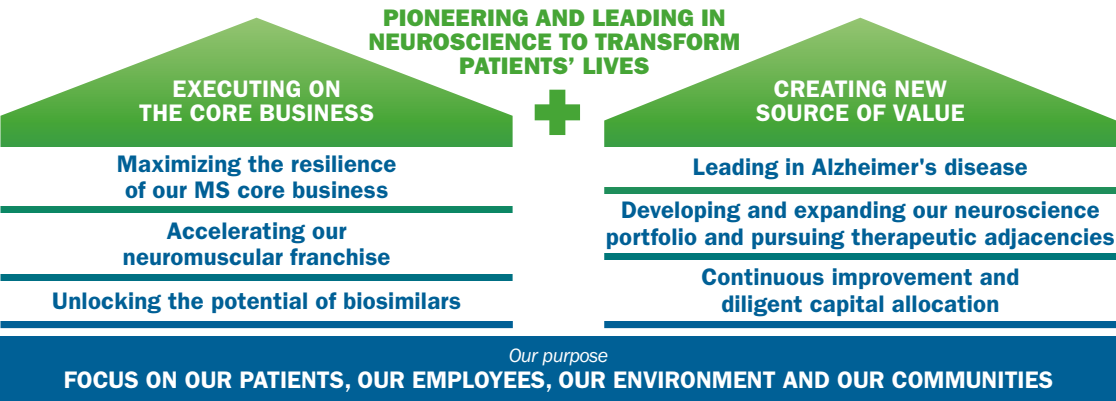 PIONEERING AND LEADING IN
NEUROSCIENCE TO TRANSFORM
PATIENTS’ LIVES
EXECUTING ON
THE CORE BUSINESS
Maximizing the resilience
of our MS core business
Accelerating our
neuromuscular franchise
Unlocking the potential of biosimilars
CREATING NEW
SOURCE OF VALUE
Leading in Alzheimer's disease
Developing and expanding our neuroscience
portfolio and pursuing therapeutic adjacencies
Continuous improvement and
diligent capital allocation
Our purpose
FOCUS ON OUR PATIENTS, OUR EMPLOYEES, OUR ENVIRONMENT AND OUR COMMUNITIES